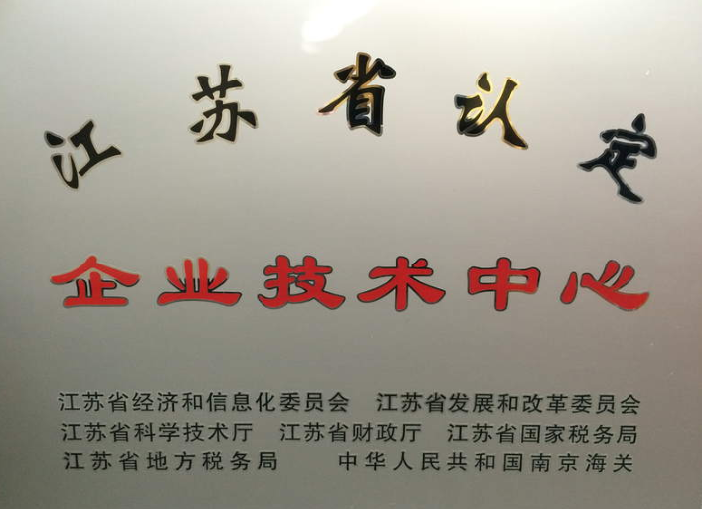 江苏省认定
企业技术中心
江苏省经济和信息化委员会 江苏省发展和改革委员会
江苏省科学技术厅 江苏省财政厅 江苏省国家税务局
江苏省地方税务局 中华人民共和国南京海关